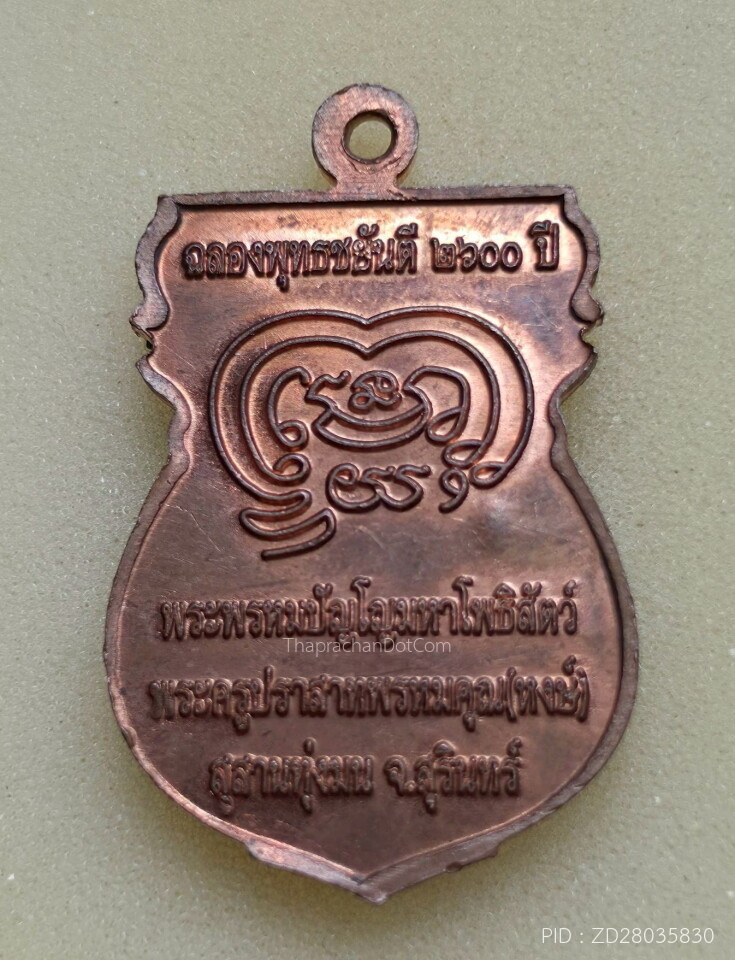 ฉลองพุทธชยันตี ๒๖๐๐ ปี
พระพรหมปัญโญมหาโพธิสัตว์
ThaprachanDotCom
พระครูปราสาทพรหมคุณ(หงษ์)
สุสานทุ่งมน จ.สุรินทร์
PID : ZD28035830